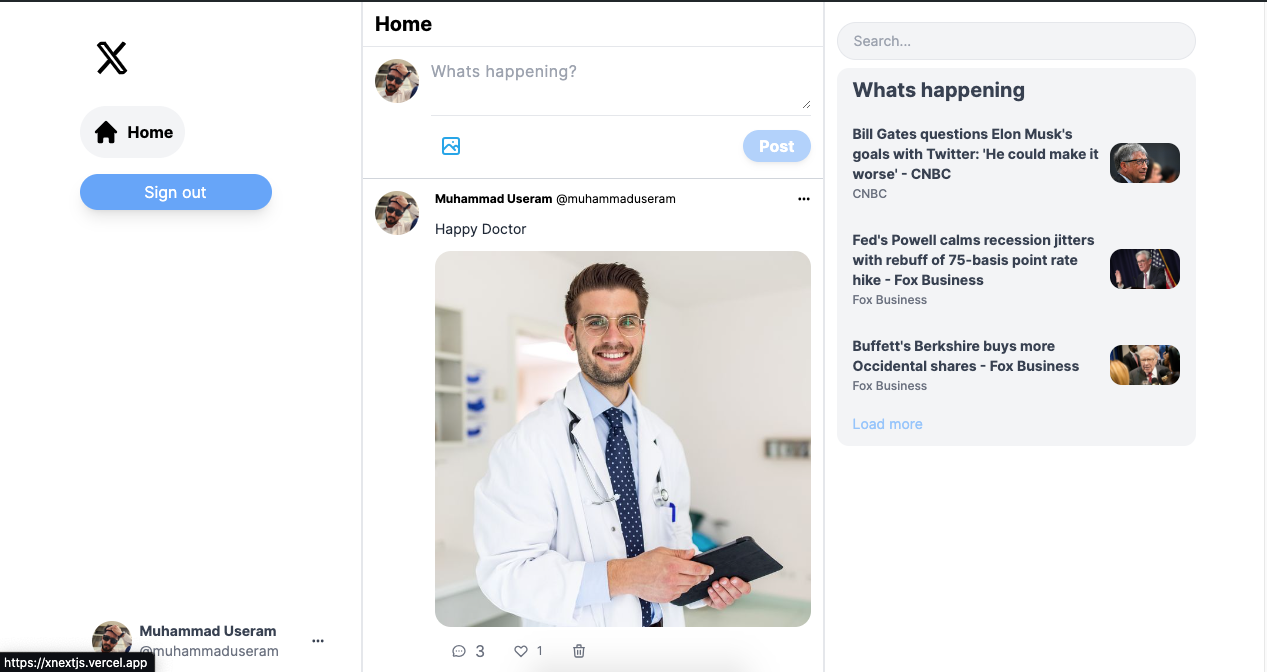 Home
Sign out
Muhammad Useram
@muhammaduseram
https://xnextjs.vercel.app
Home
Whats happening?
Post
Muhammad Useram @muhammaduseram
Happy Doctor
3
1
Search...
Whats happening
Bill Gates questions Elon Musk's
goals with Twitter: 'He could make it
worse' - CNBC
CNBC
Fed's Powell calms recession jitters
with rebuff of 75-basis point rate
hike - Fox Business
Fox Business
Buffett's Berkshire buys more
Occidental shares - Fox Business
Fox Business
Load more